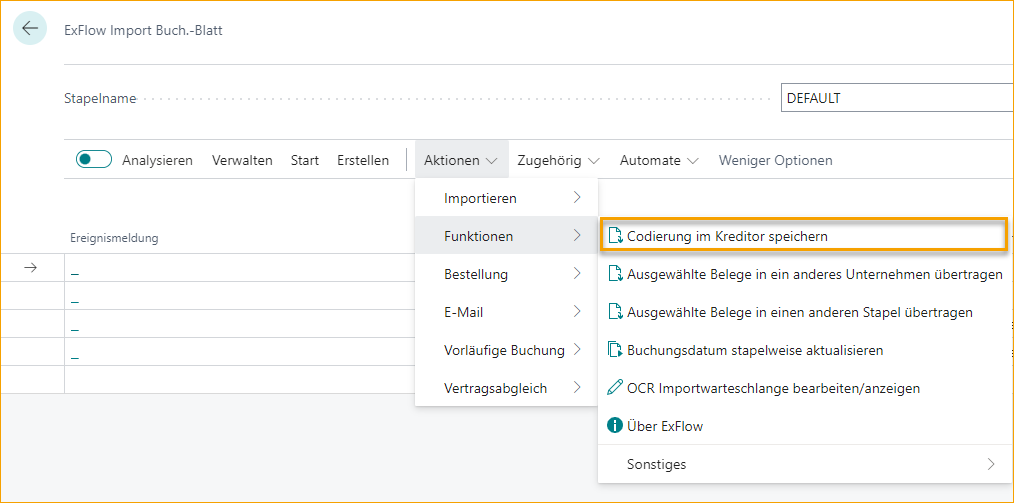 ExFlow Import Buch.-Blatt
Stapelname DEFAULT
Analysieren Verwalten Start Erstellen Aktionen Zugehörig Automate Weniger Optionen
Importieren
Funktionen
Bestellung
E-Mail
Vorläufige Buchung
Vertragsabgleich
Codierung im Kreditor speichern
Ausgewählte Belege in ein anderes Unternehmen übertragen
Ausgewählte Belege in einen anderen Stapel übertragen
Buchungsdatum stapelweise aktualisieren
OCR Importwarteschlange bearbeiten/anzeigen
Über ExFlow
Sonstiges
Ereignismeldung
_
_
_
_